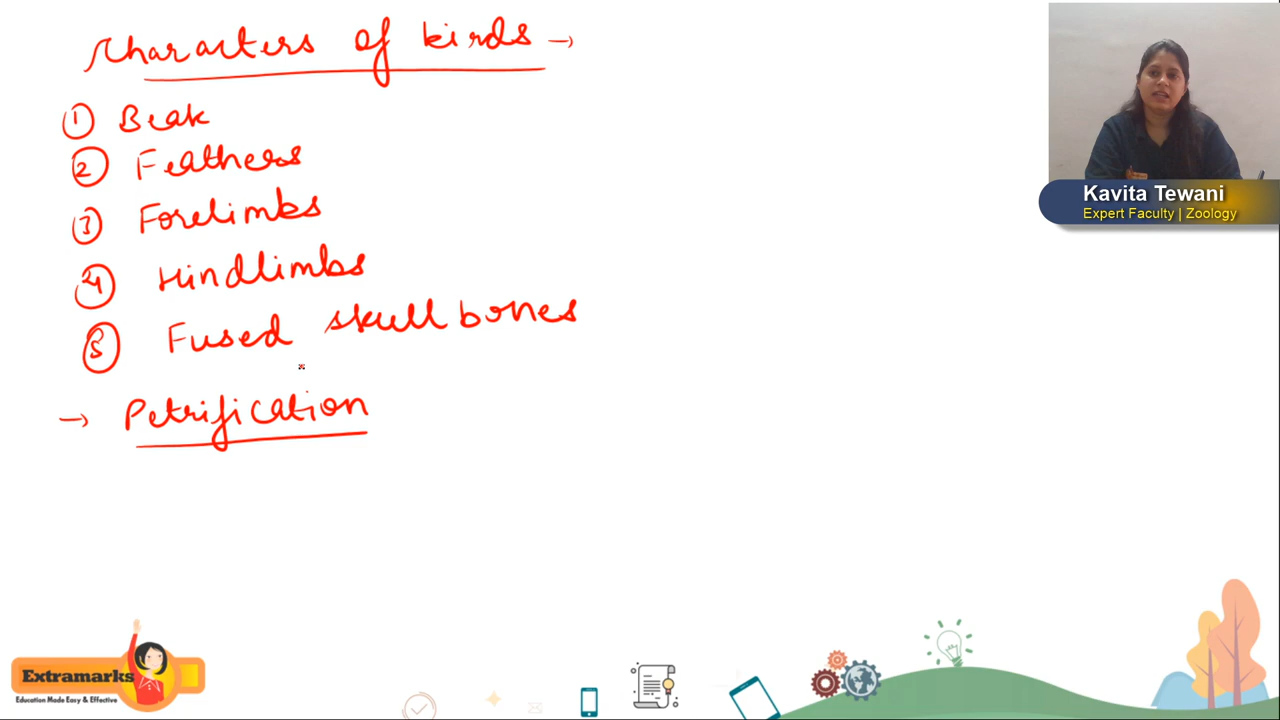 Characters of birds →
① Beak
② Feathers
③ Forelimbs
④ Hindlimbs
⑤ Fused skull bones
→ Petrification
Kavita Tewani
Expert Faculty | Zoology
Extramarks
Education Made Easy & Effective